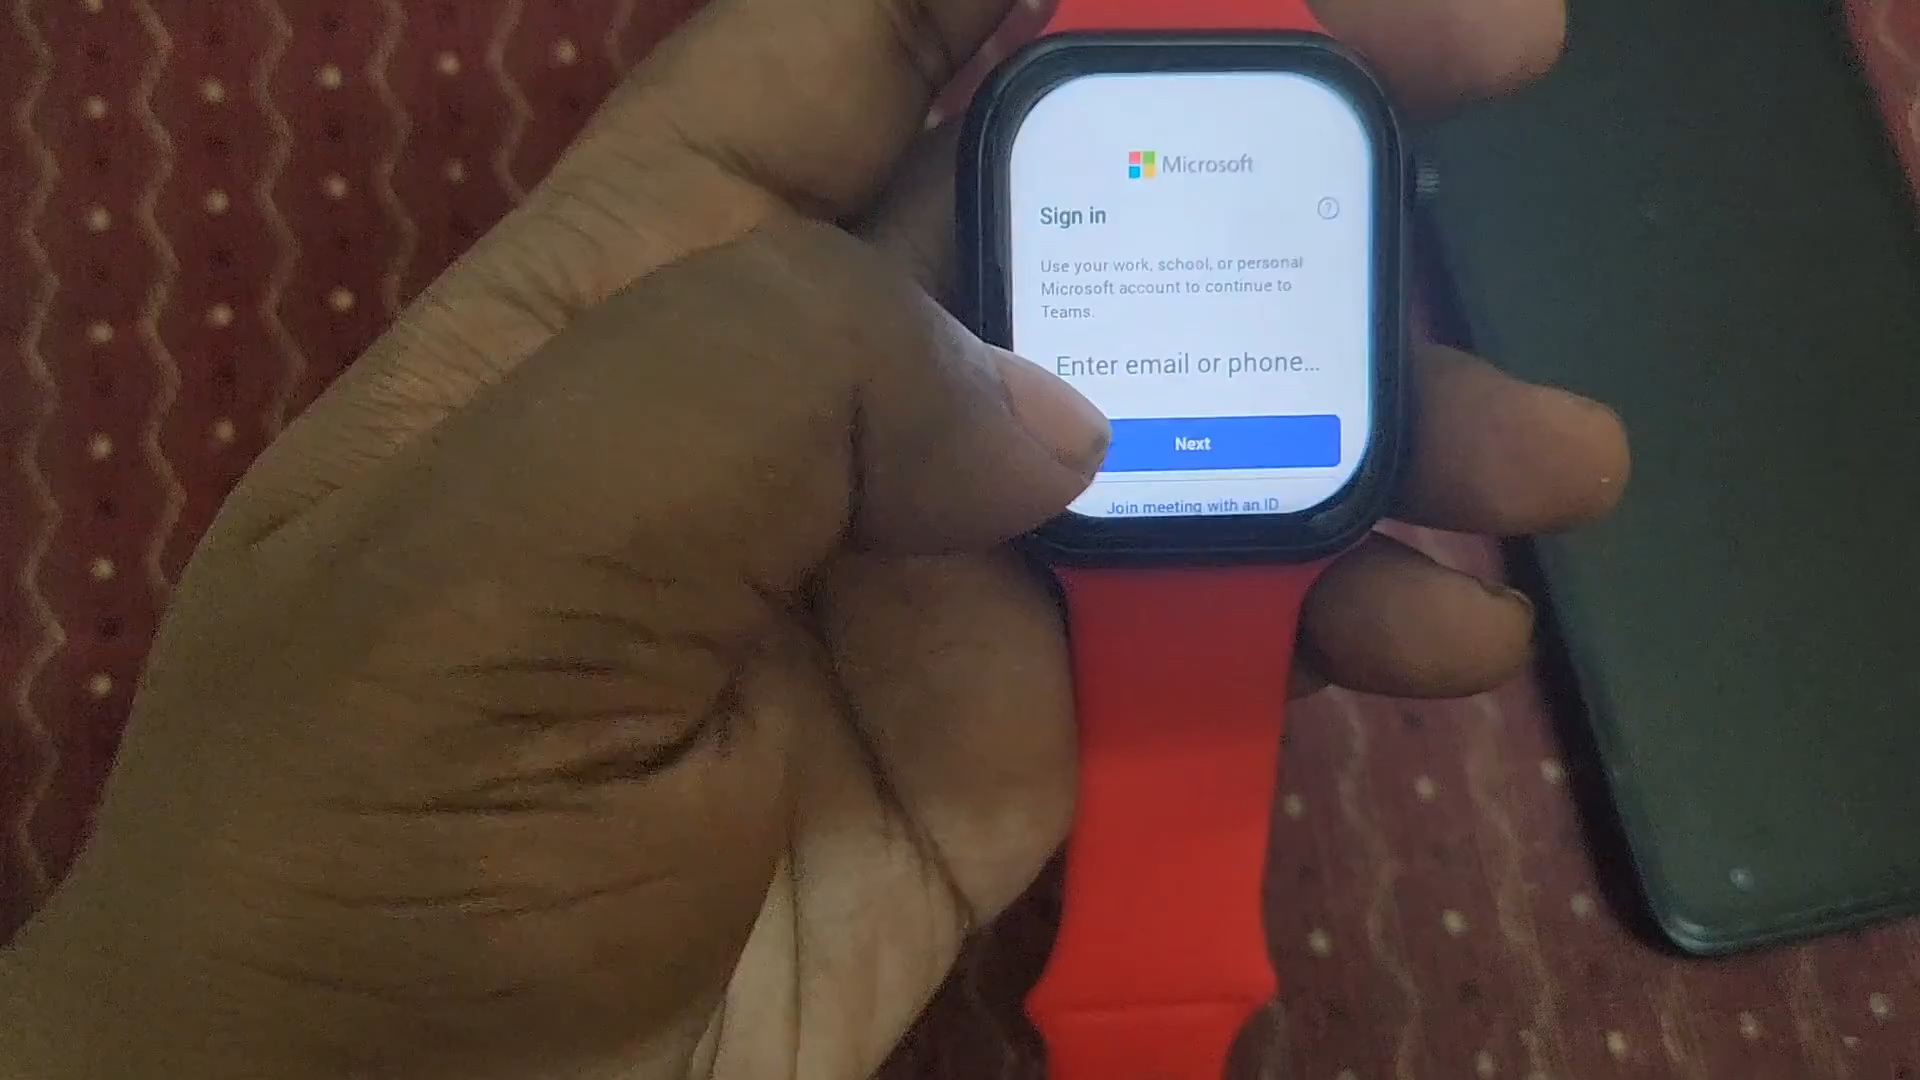 Microsoft
Sign in
Use your work, school, or personal
Microsoft account to continue to
Teams.
Enter email or phone...
Next
Join meeting with an ID